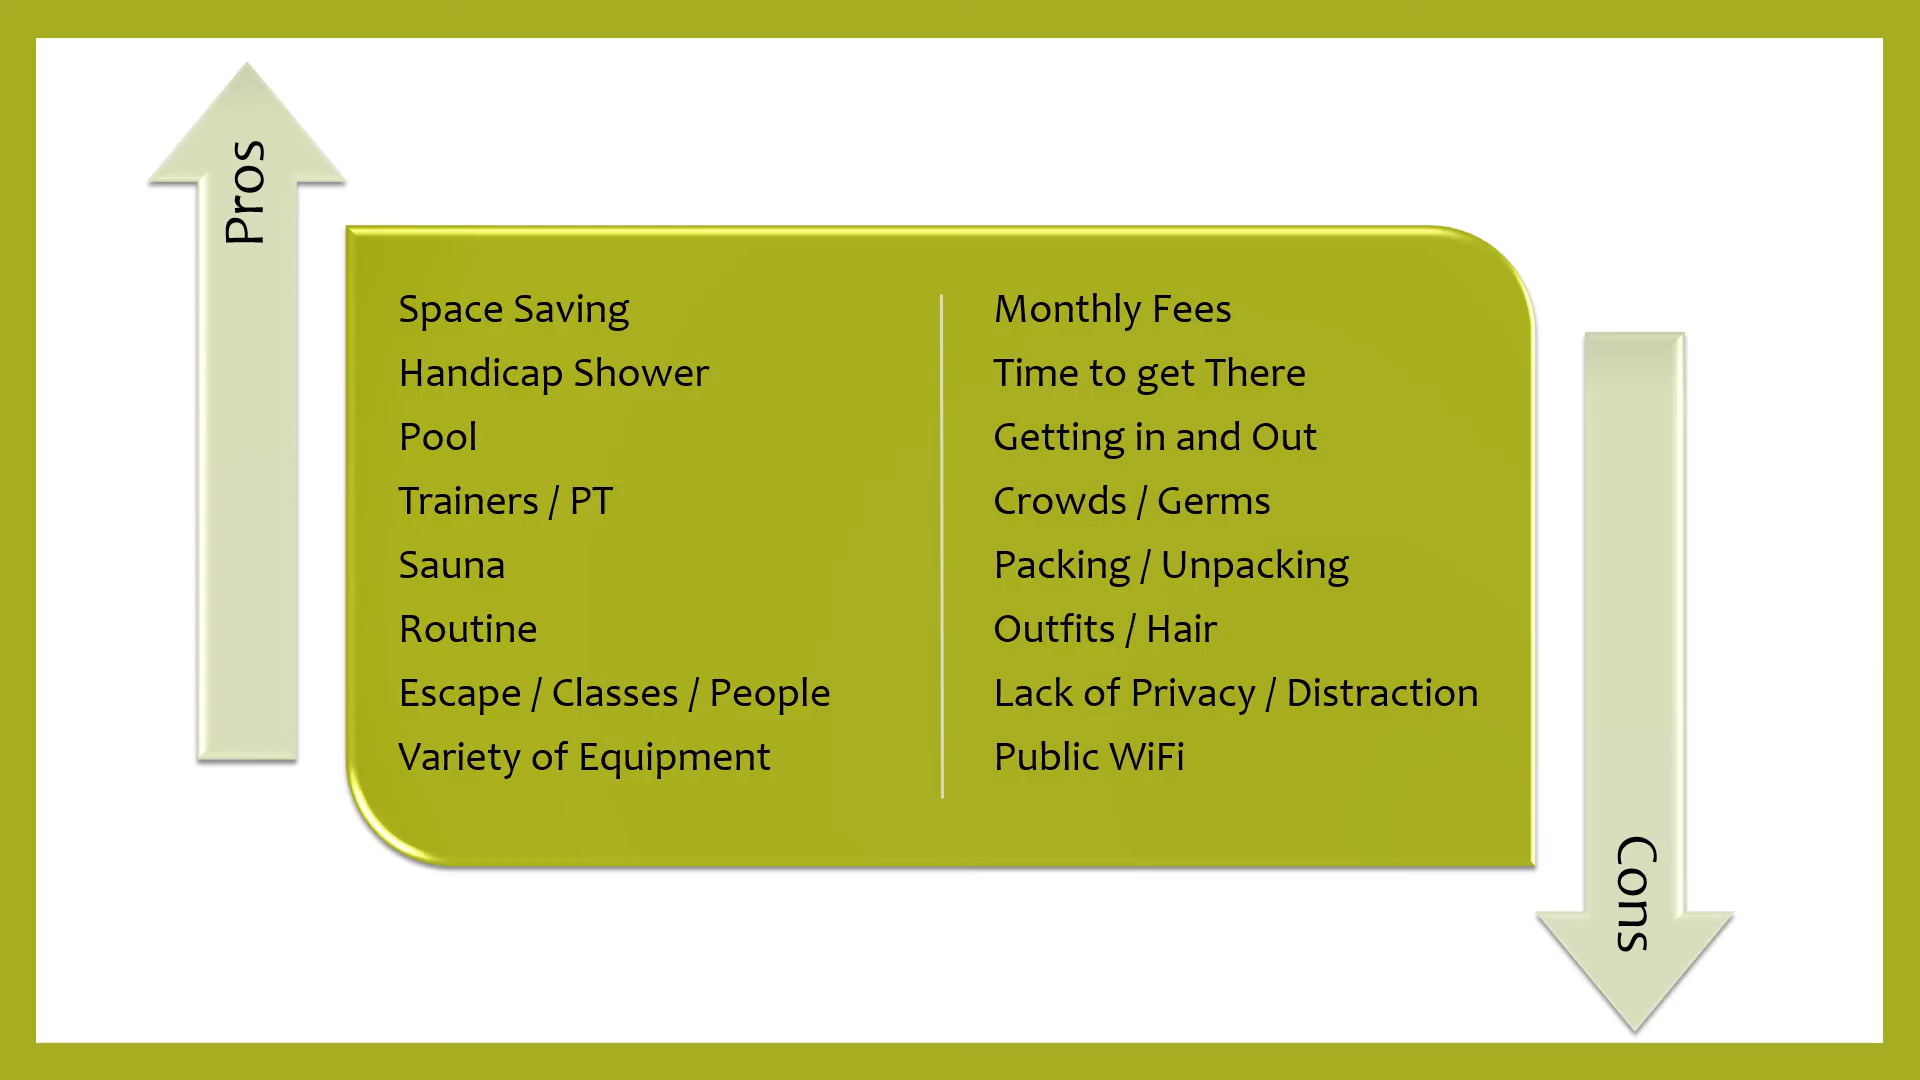 Pros
Space Saving
Handicap Shower
Pool
Trainers / PT
Sauna
Routine
Escape / Classes / People
Variety of Equipment
Monthly Fees
Time to get There
Getting in and Out
Crowds / Germs
Packing / Unpacking
Outfits / Hair
Lack of Privacy / Distraction
Public WiFi
Cons